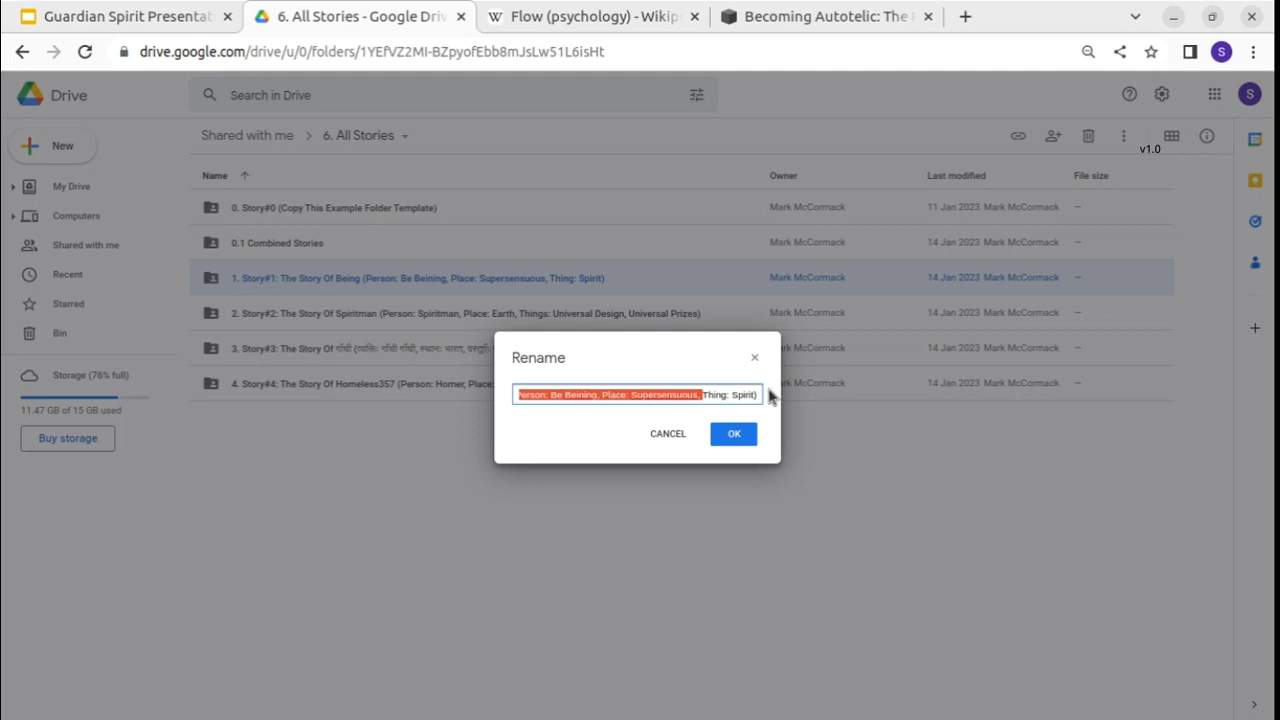 Guardian Spirit Presentat
6. All Stories - Google Driv
Flow (psychology) - Wikip
Becoming Autotelic: The
drive.google.com/drive/u/0/folders/1YEfVZ2MI-BZpyofEbb8mJsLw51L6isHt
S
Drive
Search in Drive
S
New
Shared with me > 6. All Stories
v1.0
Name
Owner
Last modified
File size
My Drive
Computers
Shared with me
Recent
Starred
Bin
Storage (76% full)
11.47 GB of 15 GB used
Buy storage
0. Story#0 (Copy This Example Folder Template) Mark McCormack 11 Jan 2023 Mark McCormack –
0.1 Combined Stories Mark McCormack 14 Jan 2023 Mark McCormack –
1. Story#1: The Story Of Being (Person: Be Beining, Place: Supersensuous, Thing: Spirit) Mark McCormack 14 Jan 2023 Mark McCormack –
2. Story#2: The Story Of Spiritman (Person: Spiritman, Place: Earth, Things: Universal Design, Universal Prizes) Mark McCormack 14 Jan 2023 Mark McCormack –
3. Story#3: The Story Of गाँधी (व्यक्ति: गाँधी गाँधी, स्थान: भारत, वस्तुएँ: rk McCormack 14 Jan 2023 Mark McCormack –
4. Story#4: The Story Of Homeless357 (Person: Homer, Place: rk McCormack 14 Jan 2023 Mark McCormack –
Rename
Person: Be Beining, Place: Supersensuous, Thing: Spirit)
CANCEL
OK